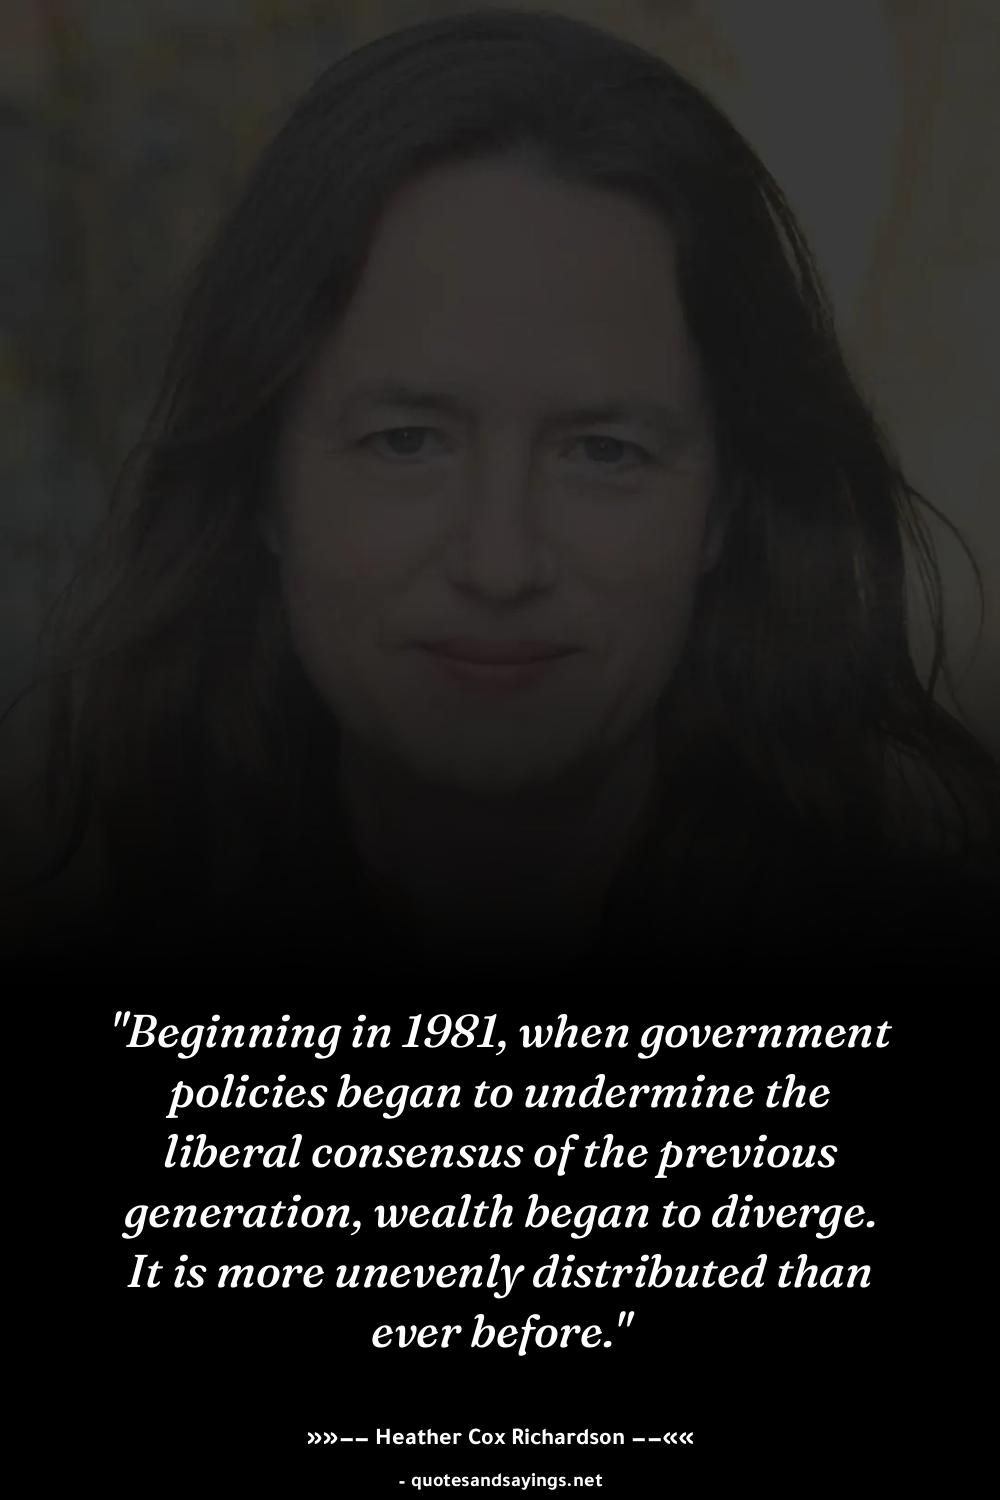 "Beginning in 1981, when government
policies began to undermine the
liberal consensus of the previous
generation, wealth began to diverge.
It is more unevenly distributed than
ever before."
»»−− Heather Cox Richardson −−««
- quotesandsayings.net